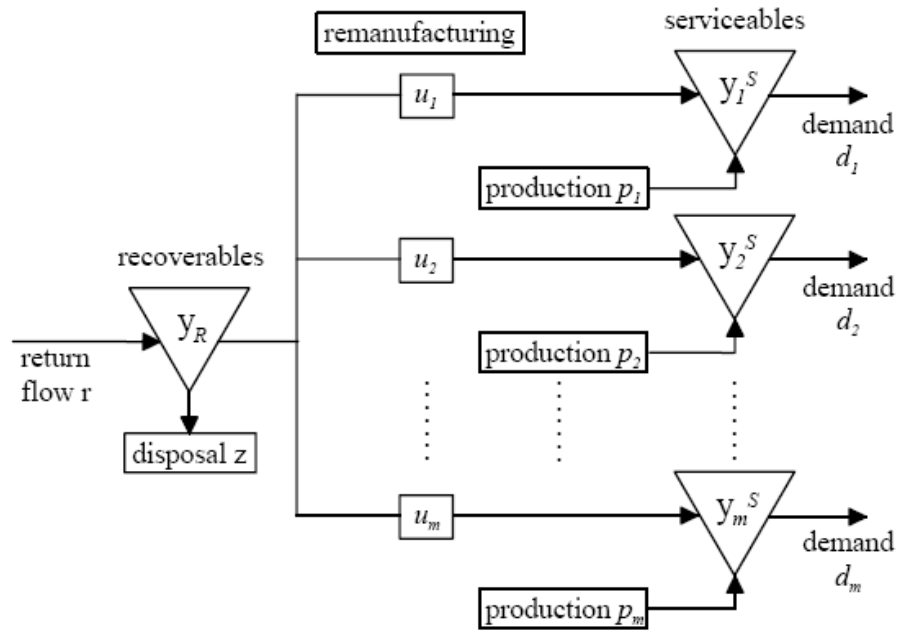 serviceables
remanufacturing
u₁
y₁ˢ
demand
d₁
production p₁
recoverables
u₂
y₂ˢ
demand
d₂
y_R
production p₂
return
flow r
disposal z
uₘ
yₘˢ
demand
dₘ
production pₘ